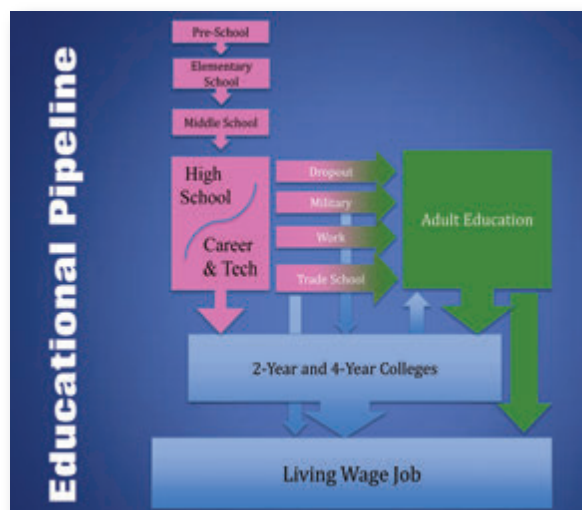 Educational Pipeline
Pre-School
Elementary
School
Middle School
High
School
Career
& Tech
Dropout
Military
Work
Trade School
Adult Education
2-Year and 4-Year Colleges
Living Wage Job